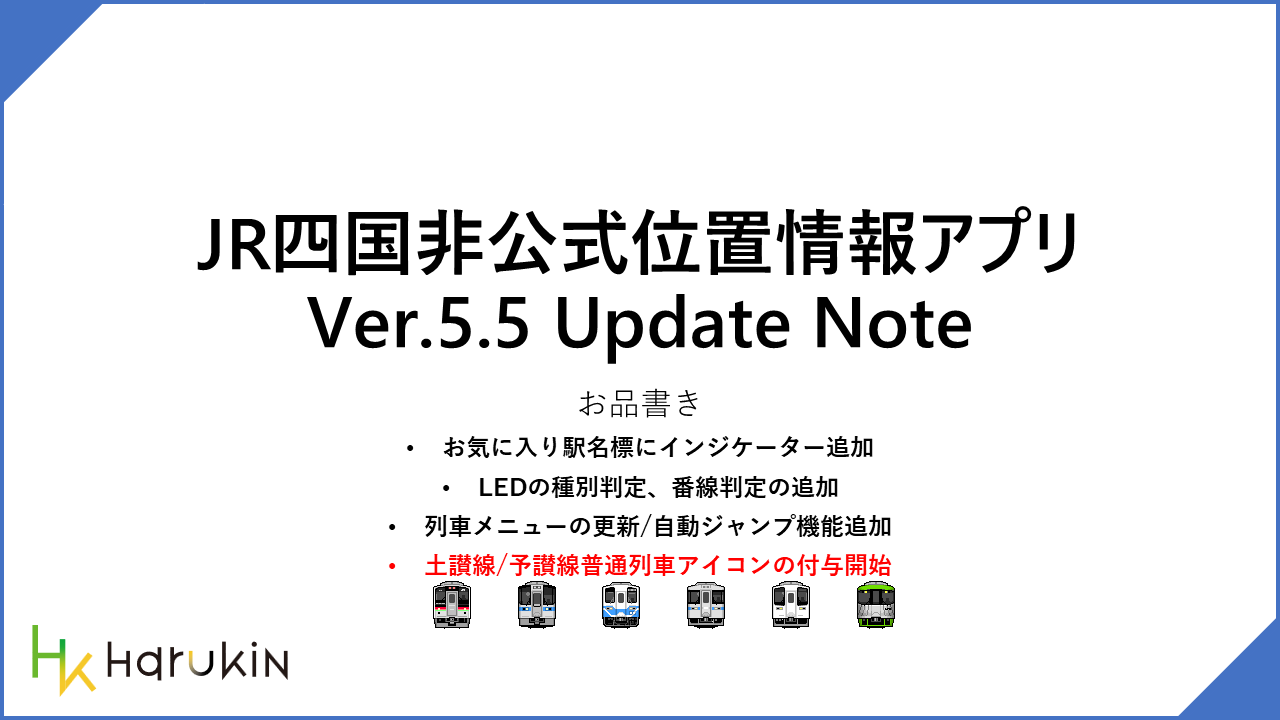 JR四国非公式位置情報アプリ
Ver.5.5 Update Note
お品書き
• お気に入り駅名標にインジケーター追加
• LEDの種別判定、番線判定の追加
• 列車メニューの更新/自動ジャンプ機能追加
• 土讃線/予讃線普通列車アイコンの付与開始
HK HarukiN